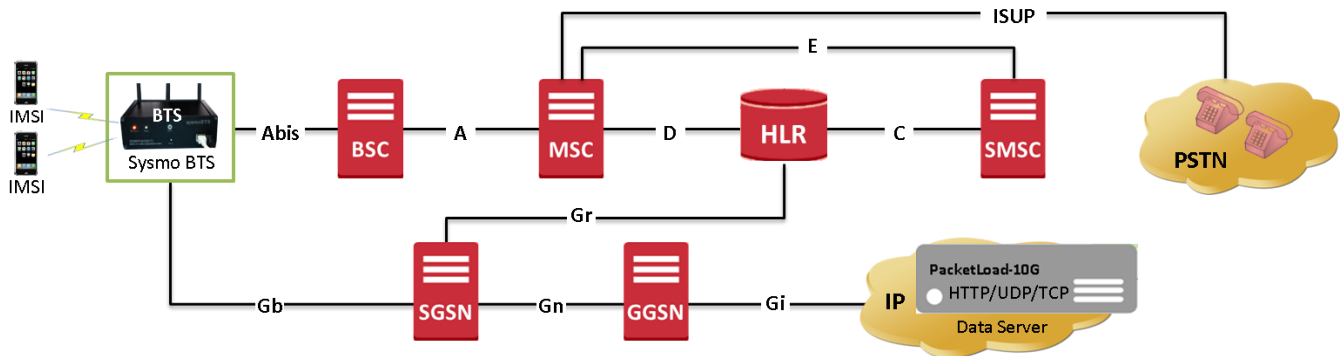 ISUP
E
IMSI
IMSI
BTS
Sysmo BTS
Abis
BSC
A
MSC
D
HLR
C
SMSC
PSTN
Gr
Gb
SGSN
Gn
GGSN
Gi
IP
PacketLoad-10G
HTTP/UDP/TCP
Data Server